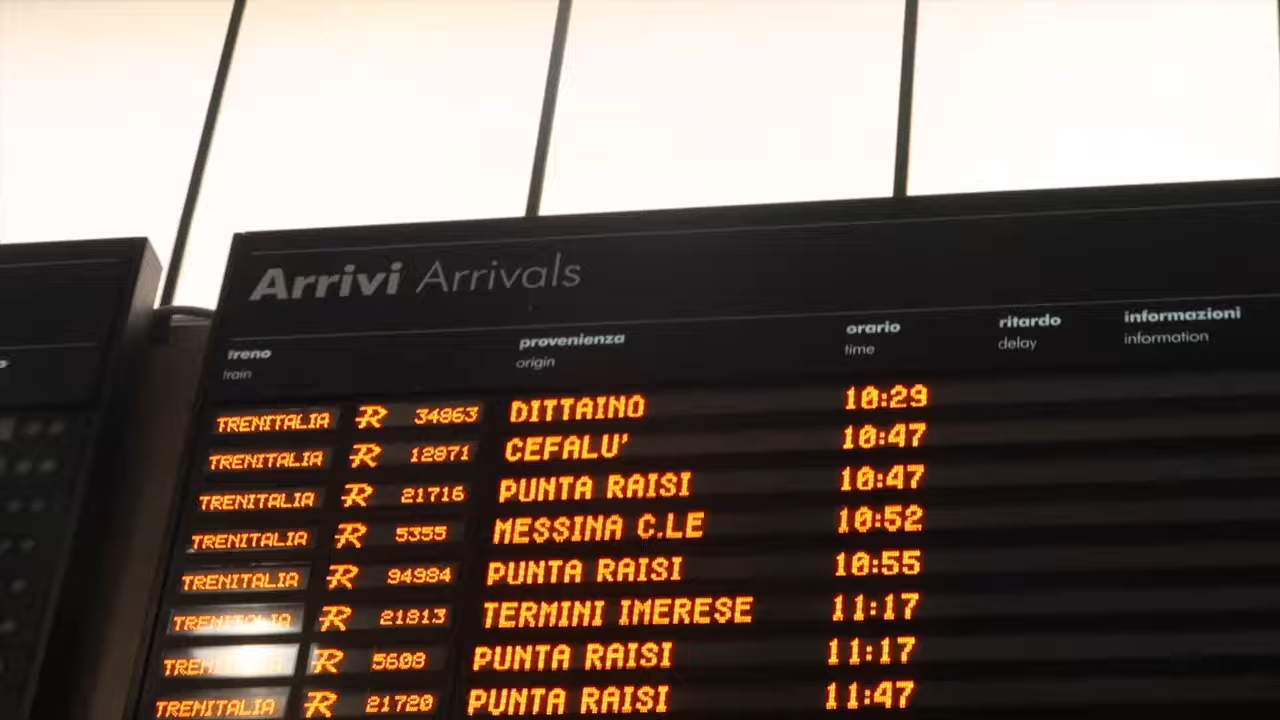 Arrivi Arrivals
treno provenienza orario ritardo informazioni
train origin time delay information
TRENITALIA R 34863 DITTAINO 10:29
TRENITALIA R 12871 CEFALU' 10:47
TRENITALIA R 21716 PUNTA RAISI 10:47
TRENITALIA R 5355 MESSINA C.LE 10:52
TRENITALIA R 94984 PUNTA RAISI 10:55
TRENITALIA R 21813 TERMINI IMERESE 11:17
TRENITALIA R 5608 PUNTA RAISI 11:17
TRENITALIA R 21720 PUNTA RAISI 11:47